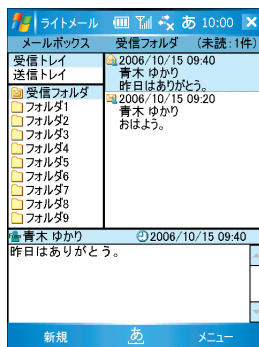 ライトメール あ 10:00
メールボックス 受信フォルダ (未読:1件)
受信トレイ
送信トレイ
受信フォルダ
フォルダ1
フォルダ2
フォルダ3
フォルダ4
フォルダ5
フォルダ6
フォルダ7
フォルダ8
フォルダ9
2006/10/15 09:40
青木 ゆかり
昨日はありがとう。
2006/10/15 09:20
青木 ゆかり
おはよう。
青木 ゆかり 2006/10/15 09:40
昨日はありがとう。
新規 あ メニュー